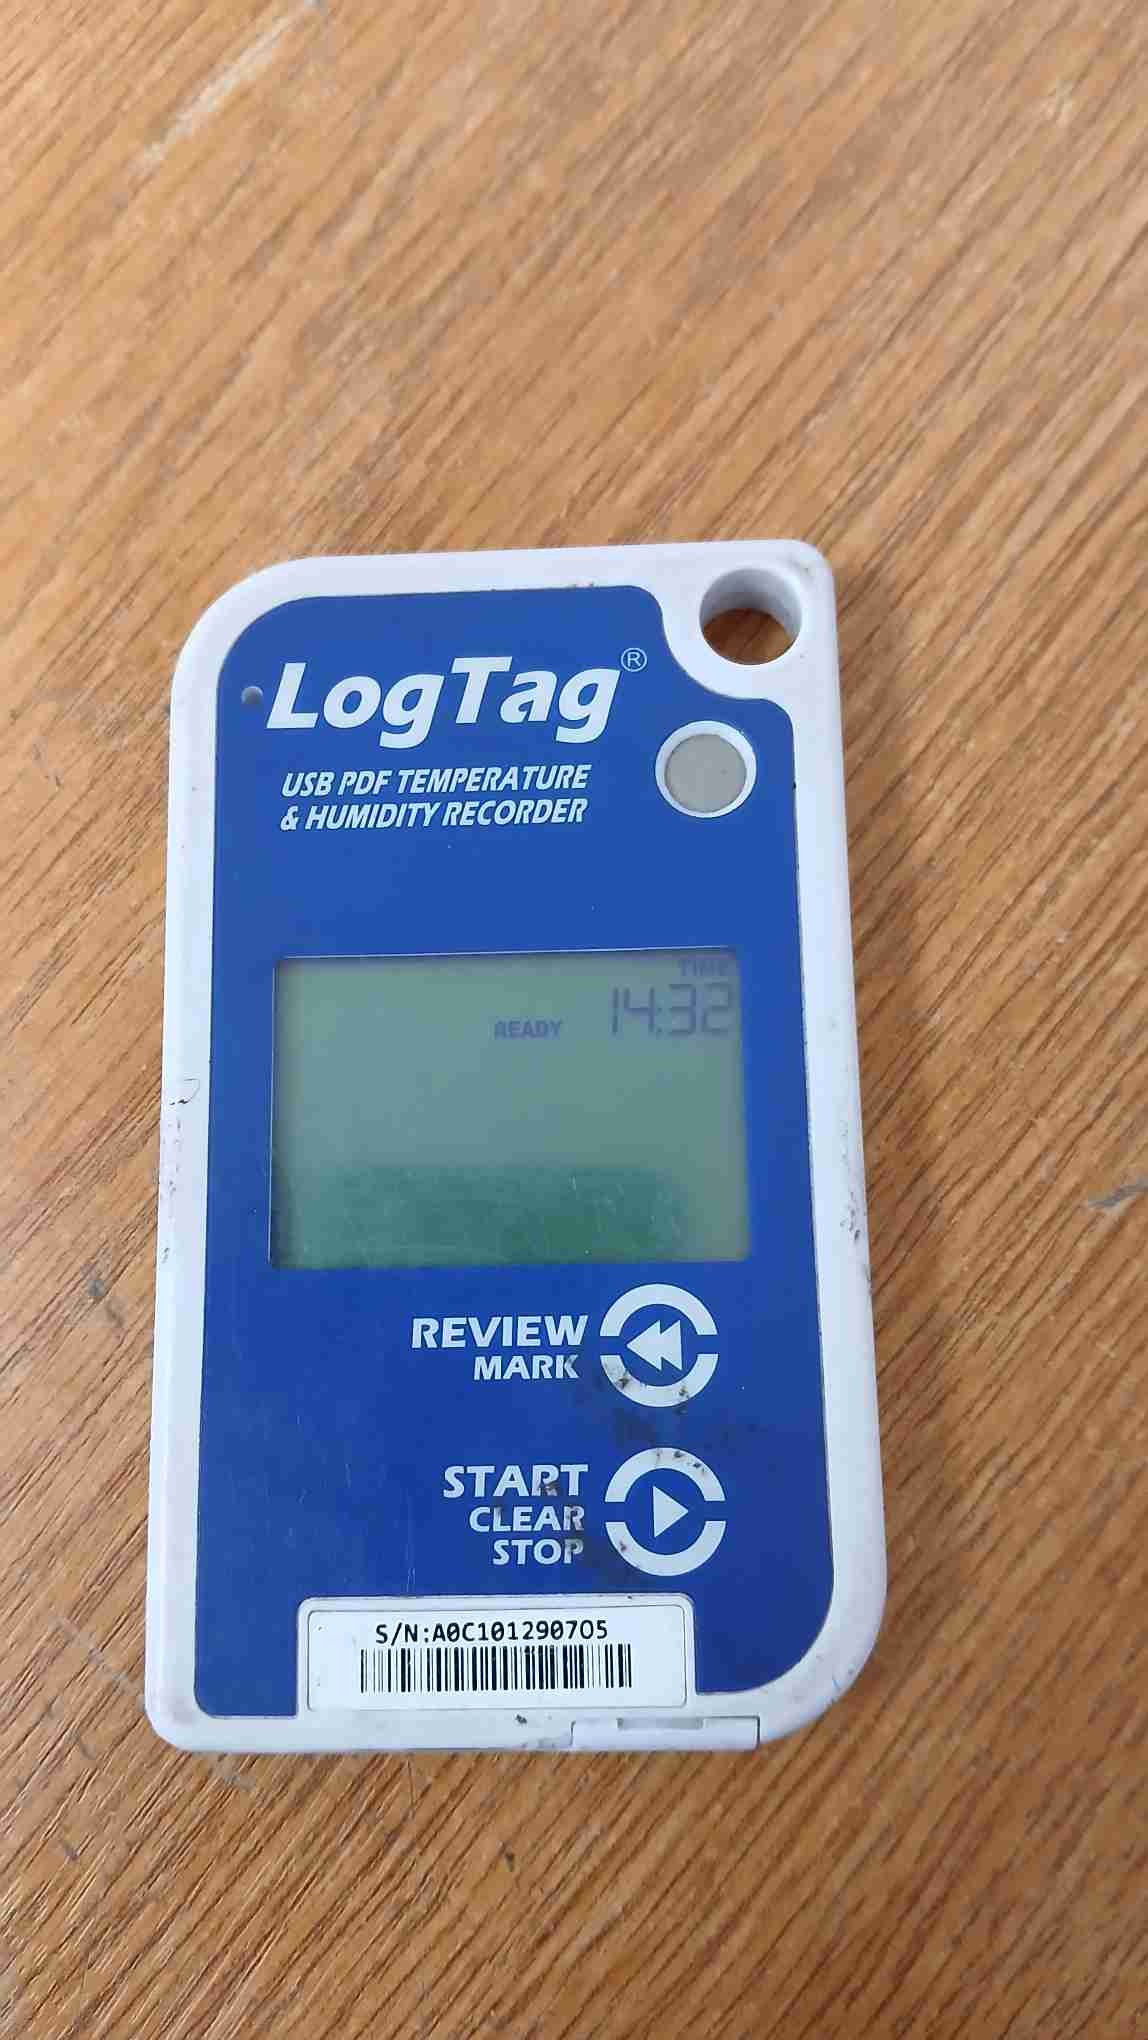 LogTag®
USB PDF TEMPERATURE
& HUMIDITY RECORDER
TIME
READY 14:32
REVIEW
MARK
START
CLEAR
STOP
S/N:A0C101290705